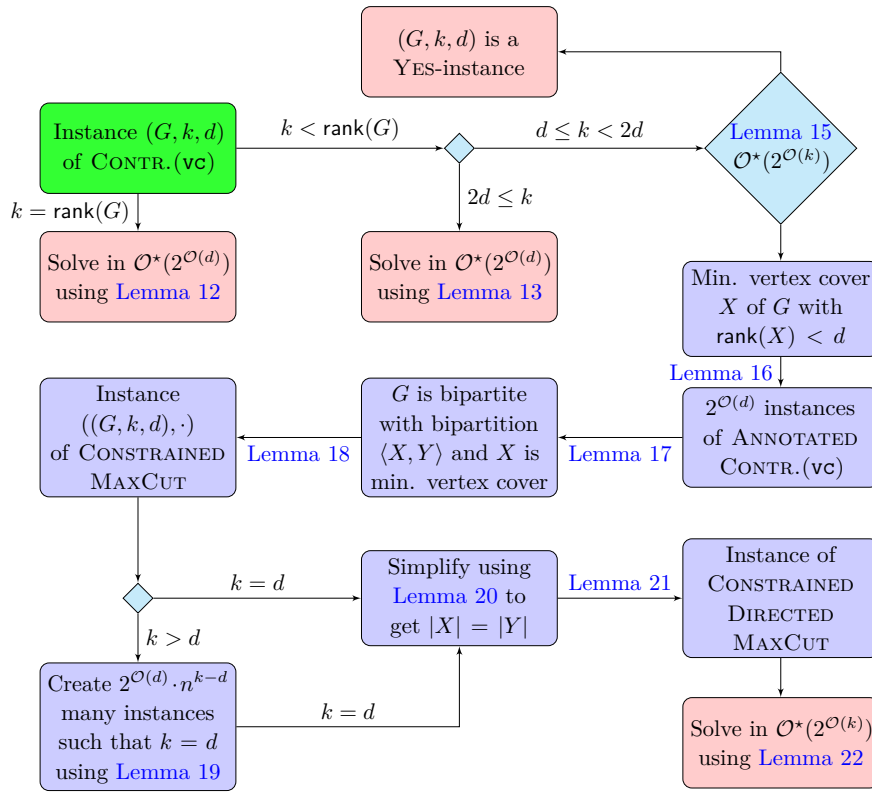 (G, k, d) is a
YES-instance
Instance (G, k, d)
of CONTR.(vc)
k < rank(G)
d ≤ k < 2d
Lemma 15
𝒪⋆(2^𝒪(k))
k = rank(G)
2d ≤ k
Solve in 𝒪⋆(2^𝒪(d))
using Lemma 12
Solve in 𝒪⋆(2^𝒪(d))
using Lemma 13
Min. vertex cover
X of G with
rank(X) < d
Lemma 16
2^𝒪(d) instances
of ANNOTATED
CONTR.(vc)
Lemma 17
G is bipartite
with bipartition
⟨X, Y⟩ and X is
min. vertex cover
Lemma 18
Instance
((G, k, d), ·)
of CONSTRAINED
MAXCUT
k = d
k > d
Simplify using
Lemma 20 to
get |X| = |Y|
Lemma 21
Instance of
CONSTRAINED
DIRECTED
MAXCUT
Create 2^𝒪(d) · n^k−d
many instances
such that k = d
using Lemma 19
k = d
Solve in 𝒪⋆(2^𝒪(k))
using Lemma 22